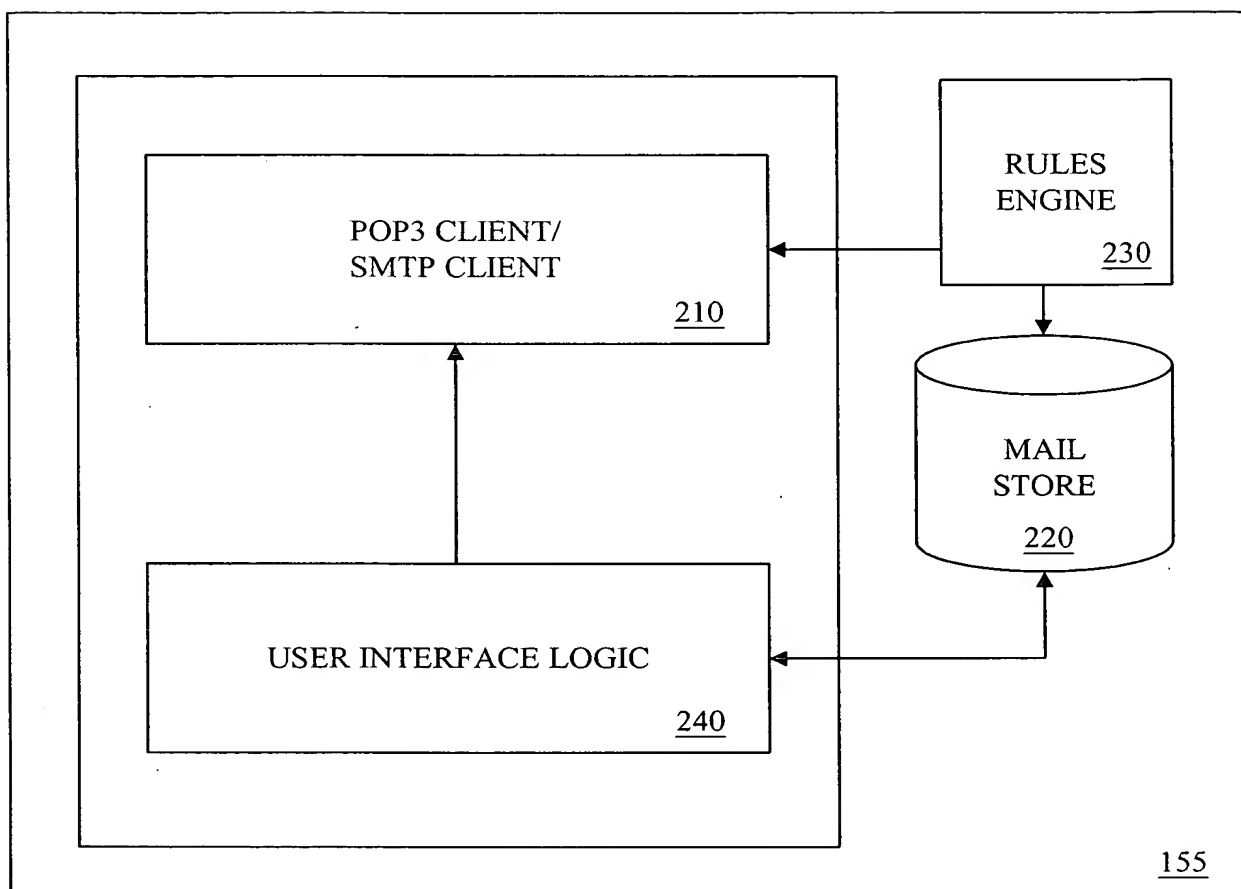 POP3 CLIENT/
SMTP CLIENT
210
RULES
ENGINE
230
MAIL
STORE
220
USER INTERFACE LOGIC
240
155